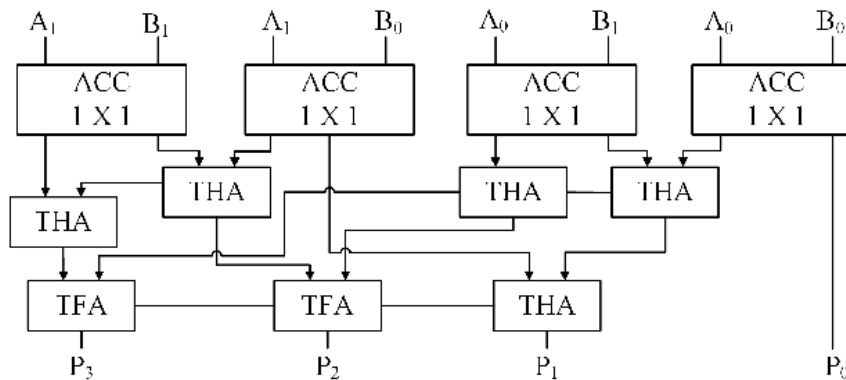 A₁ B₁ A₁ B₀ A₀ B₁ A₀ B₀
ACC ACC ACC ACC
1 X 1 1 X 1 1 X 1 1 X 1
THA THA THA
THA
TFA TFA THA
P₃ P₂ P₁ P₀